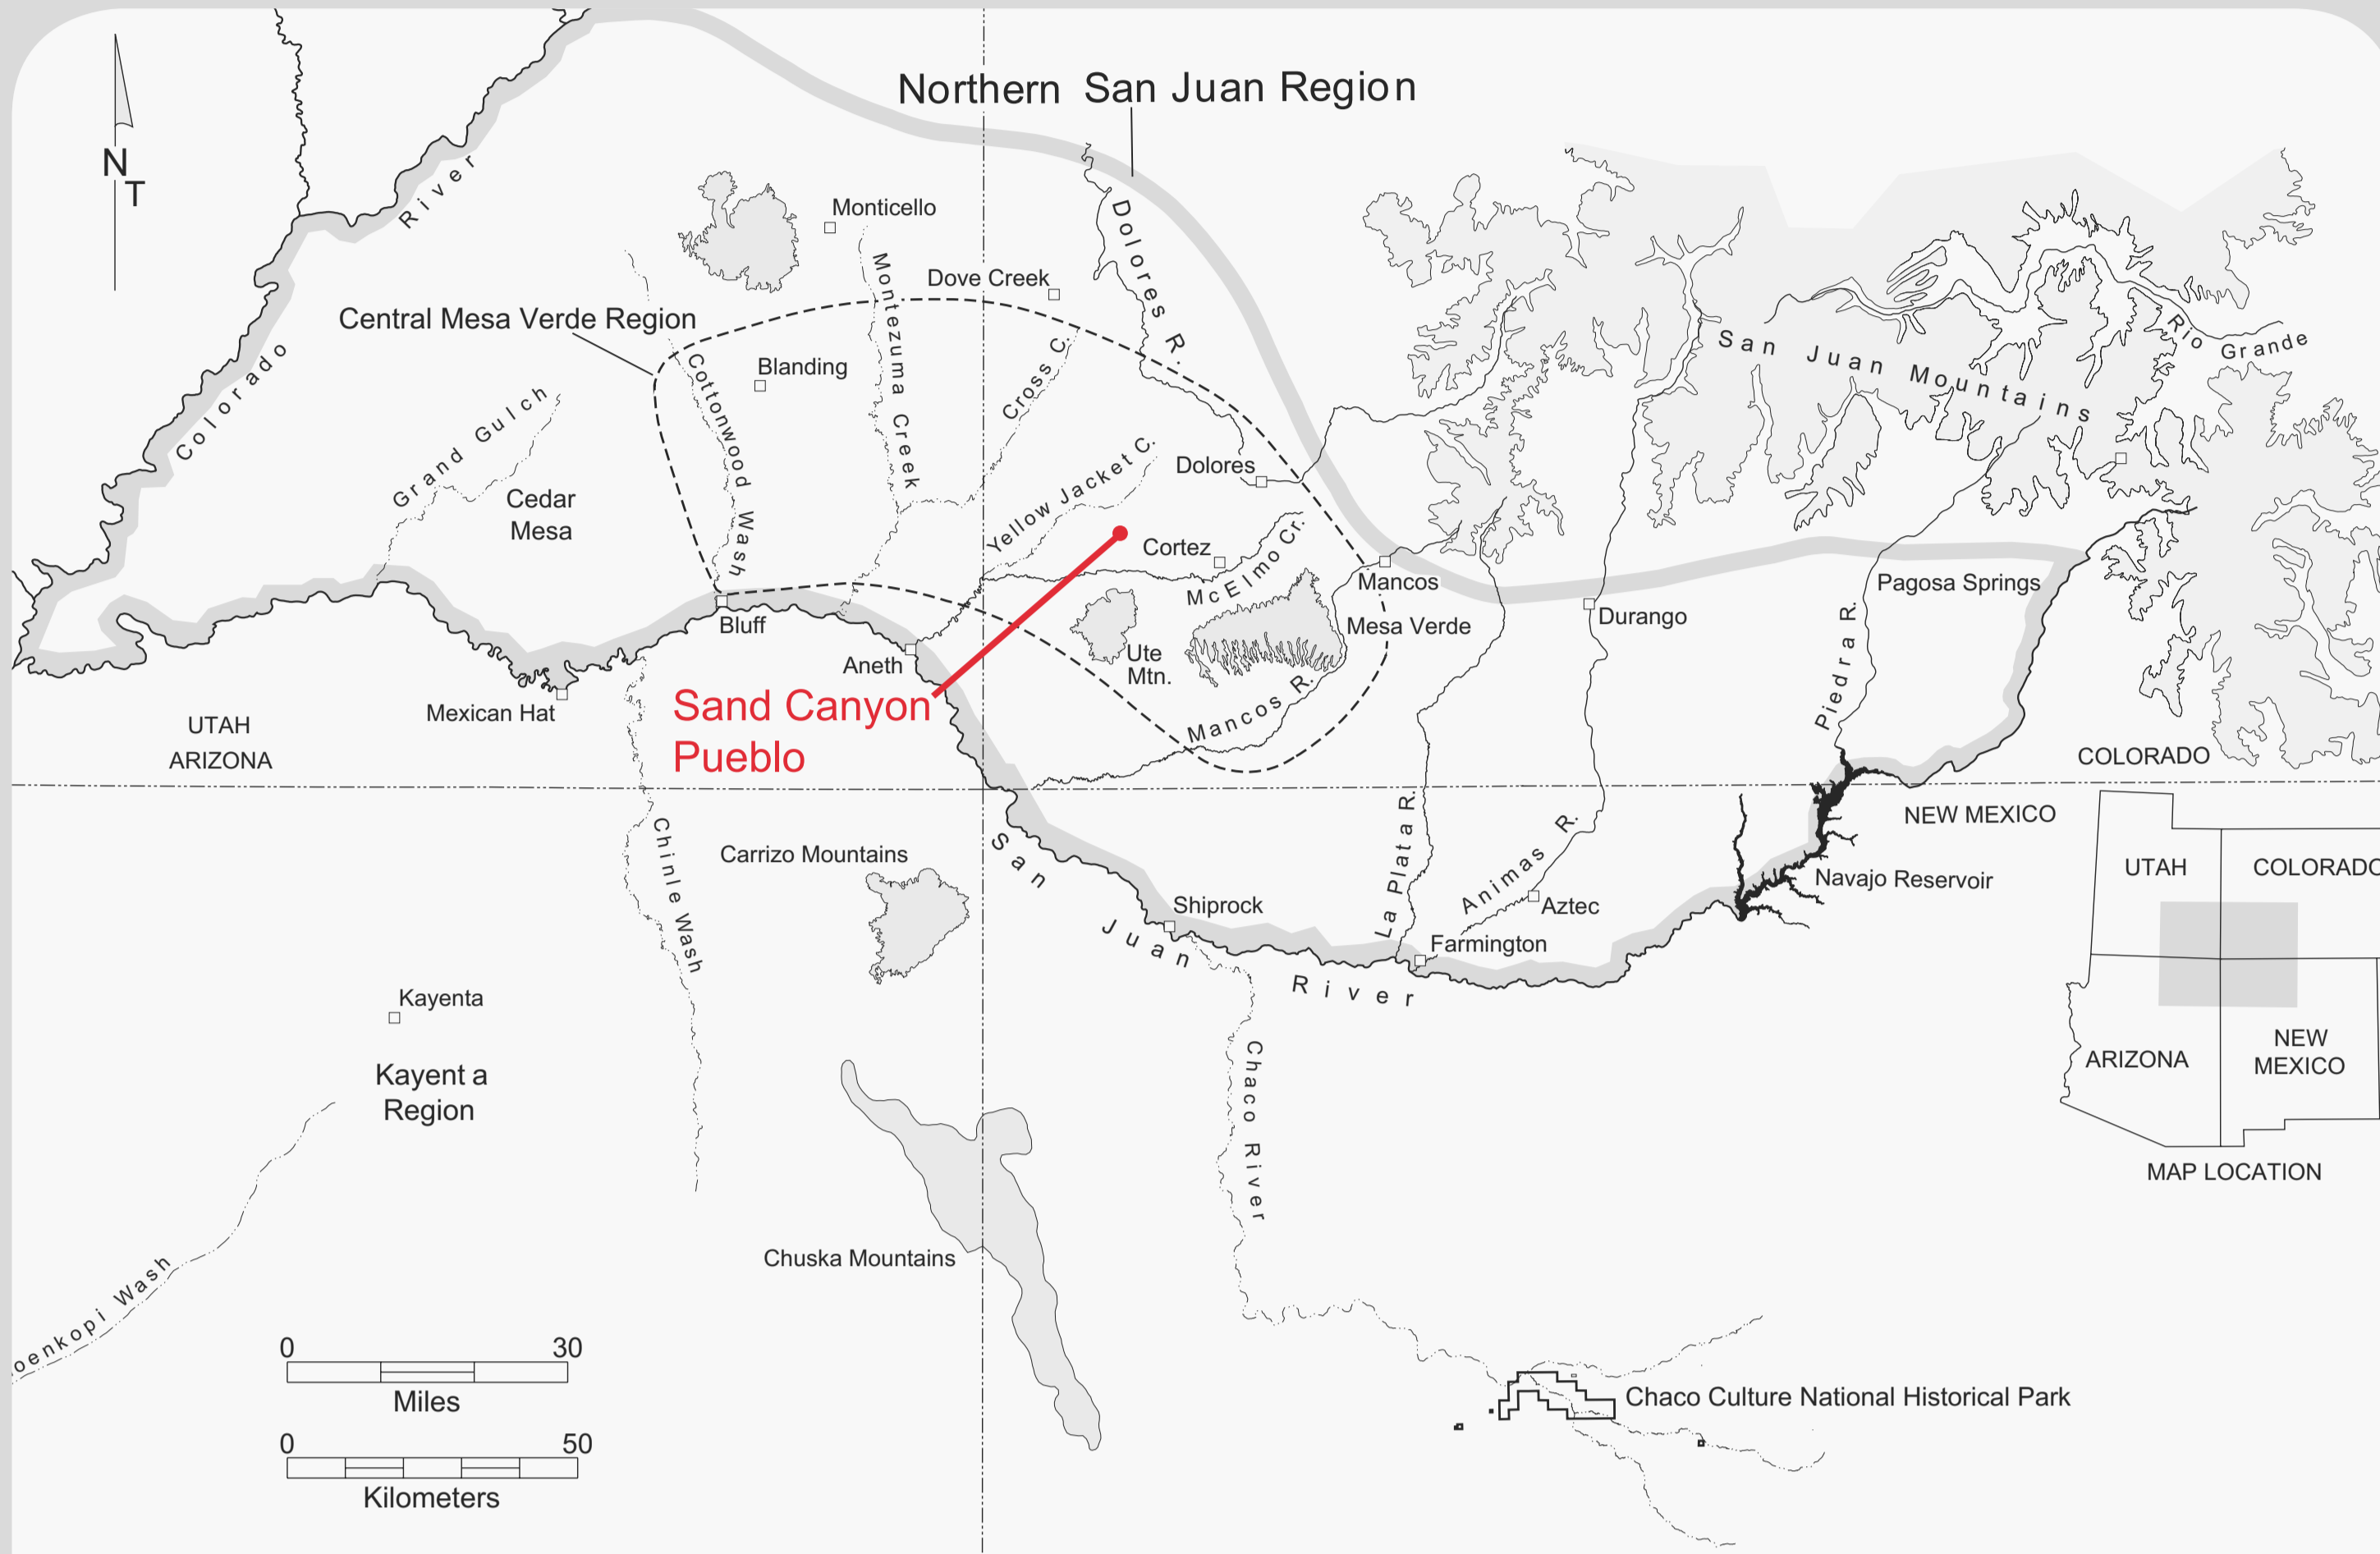 Northern San Juan Region
N
T
River
Monticello
Dolores R.
Dove Creek
Montezuma Creek
Central Mesa Verde Region
Rio Grande
San Juan Mountains
Colorado
Blanding
Cross C.
Cottonwood Wash
Grand Gulch
Cedar
Mesa
Yellow Jacket C.
Dolores
Cortez
McElmo Cr.
Mancos
Pagosa Springs
Durango
Bluff
Mesa Verde
Aneth
Ute
Mtn.
Piedra R.
Mancos R.
Sand Canyon
Pueblo
Mexican Hat
UTAH
ARIZONA
COLORADO
NEW MEXICO
La Plata R.
Animas R.
Chinle Wash
Carrizo Mountains
San Juan River
Navajo Reservoir
Shiprock
Aztec
Farmington
UTAH
COLORADO
ARIZONA
NEW
MEXICO
MAP LOCATION
Kayenta
Kayent a
Region
Chaco River
Chuska Mountains
oenkopi Wash
0 30
Miles
0 50
Kilometers
Chaco Culture National Historical Park